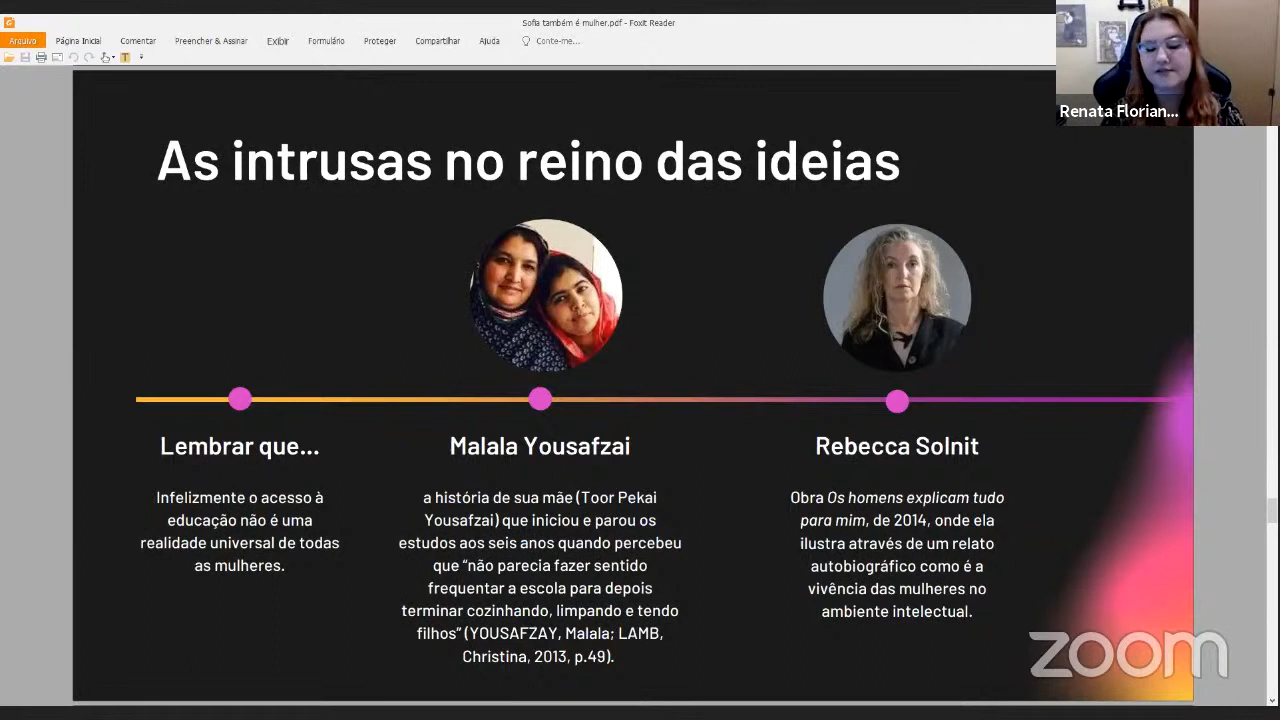 Sofia também é mulher.pdf - Foxit Reader
Arquivo
Página Inicial
Comentar
Preencher & Assinar
Exibir
Formulário
Proteger
Compartilhar
Ajuda
Conte-me...
Renata Florian...
As intrusas no reino das ideias
Lembrar que...
Infelizmente o acesso à
educação não é uma
realidade universal de todas
as mulheres.
Malala Yousafzai
a história de sua mãe (Toor Pekai
Yousafzai) que iniciou e parou os
estudos aos seis anos quando percebeu
que “não parecia fazer sentido
frequentar a escola para depois
terminar cozinhando, limpando e tendo
filhos” (YOUSAFZAY, Malala; LAMB,
Christina, 2013, p.49).
Rebecca Solnit
Obra Os homens explicam tudo
para mim, de 2014, onde ela
ilustra através de um relato
autobiográfico como é a
vivência das mulheres no
ambiente intelectual.
zoom